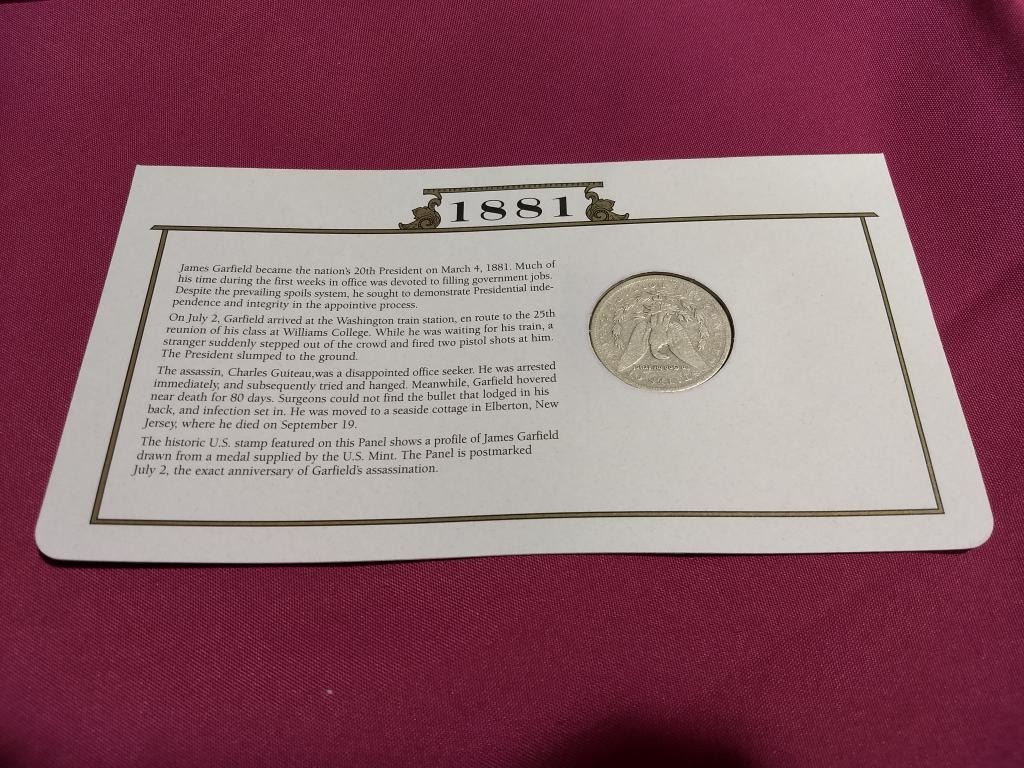 1881
James Garfield became the nation's 20th President on March 4, 1881. Much of
his time during the first weeks in office was devoted to filling government jobs.
Despite the prevailing spoils system, he sought to demonstrate Presidential inde-
pendence and integrity in the appointive process.
On July 2, Garfield arrived at the Washington train station, en route to the 25th
reunion of his class at Williams College. While he was waiting for his train, a
stranger suddenly stepped out of the crowd and fired two pistol shots at him.
The President slumped to the ground.
The assassin, Charles Guiteau,was a disappointed office seeker. He was arrested
immediately, and subsequently tried and hanged. Meanwhile, Garfield hovered
near death for 80 days. Surgeons could not find the bullet that lodged in his
back, and infection set in. He was moved to a seaside cottage in Elberton, New
Jersey, where he died on September 19.
The historic U.S. stamp featured on this Panel shows a profile of James Garfield
drawn from a medal supplied by the U.S. Mint. The Panel is postmarked
July 2, the exact anniversary of Garfield's assassination.